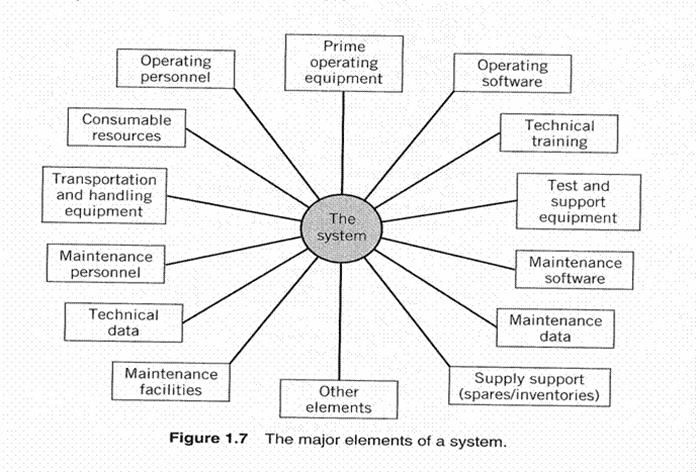 Prime
operating
equipment
Operating
software
Technical
training
Test and
support
equipment
Maintenance
software
Maintenance
data
Supply support
(spares/inventories)
Other
elements
Maintenance
facilities
Technical
data
Maintenance
personnel
Transportation
and handling
equipment
Consumable
resources
Operating
personnel
The
system
Figure 1.7 The major elements of a system.